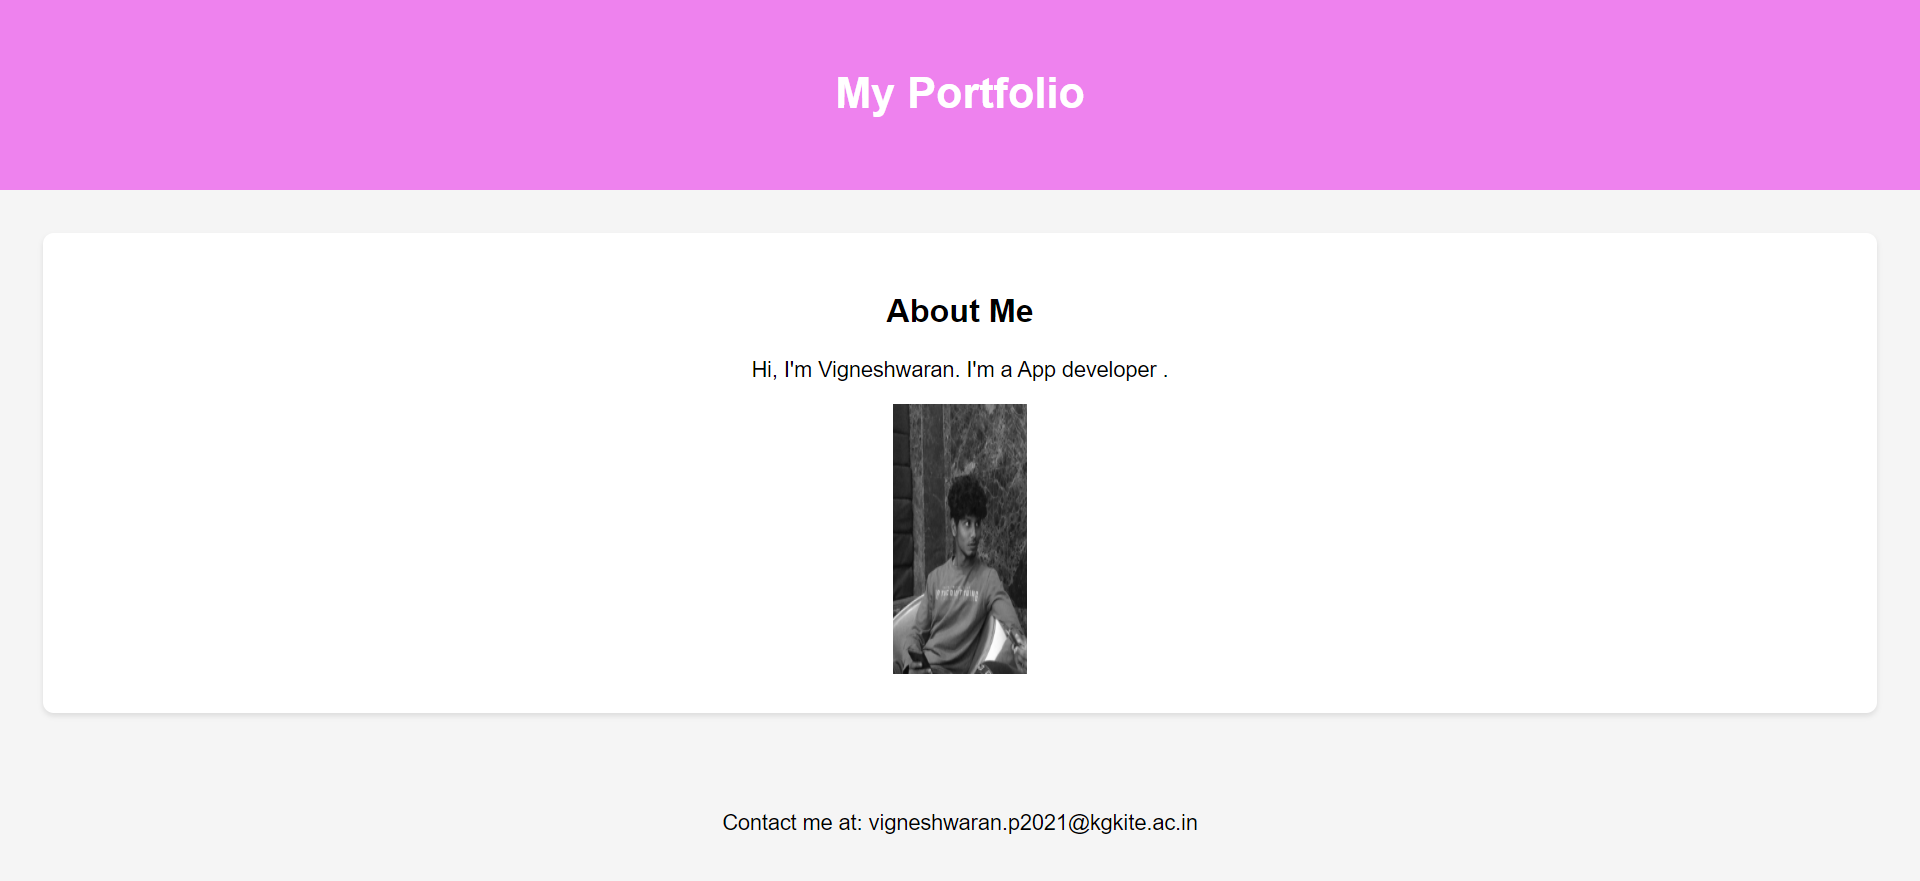 My Portfolio
About Me
Hi, I'm Vigneshwaran. I'm a App developer .
Contact me at: vigneshwaran.p2021@kgkite.ac.in